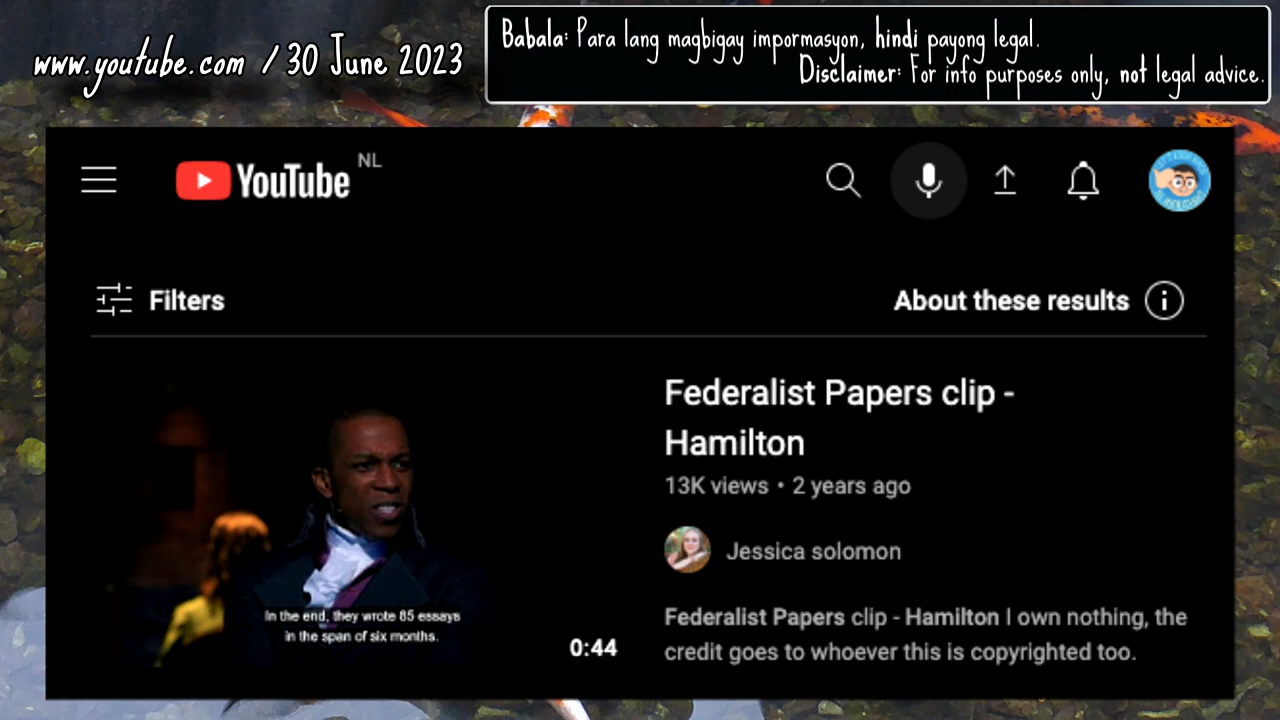 www.youtube.com / 30 June 2023
Babala: Para lang magbigay impormasyon, hindi payong legal.
Disclaimer: For info purposes only, not legal advice.
YouTube NL
Filters
About these results
Federalist Papers clip -
Hamilton
13K views • 2 years ago
Jessica solomon
In the end, they wrote 85 essays
in the span of six months.
0:44
Federalist Papers clip - Hamilton I own nothing, the
credit goes to whoever this is copyrighted too.